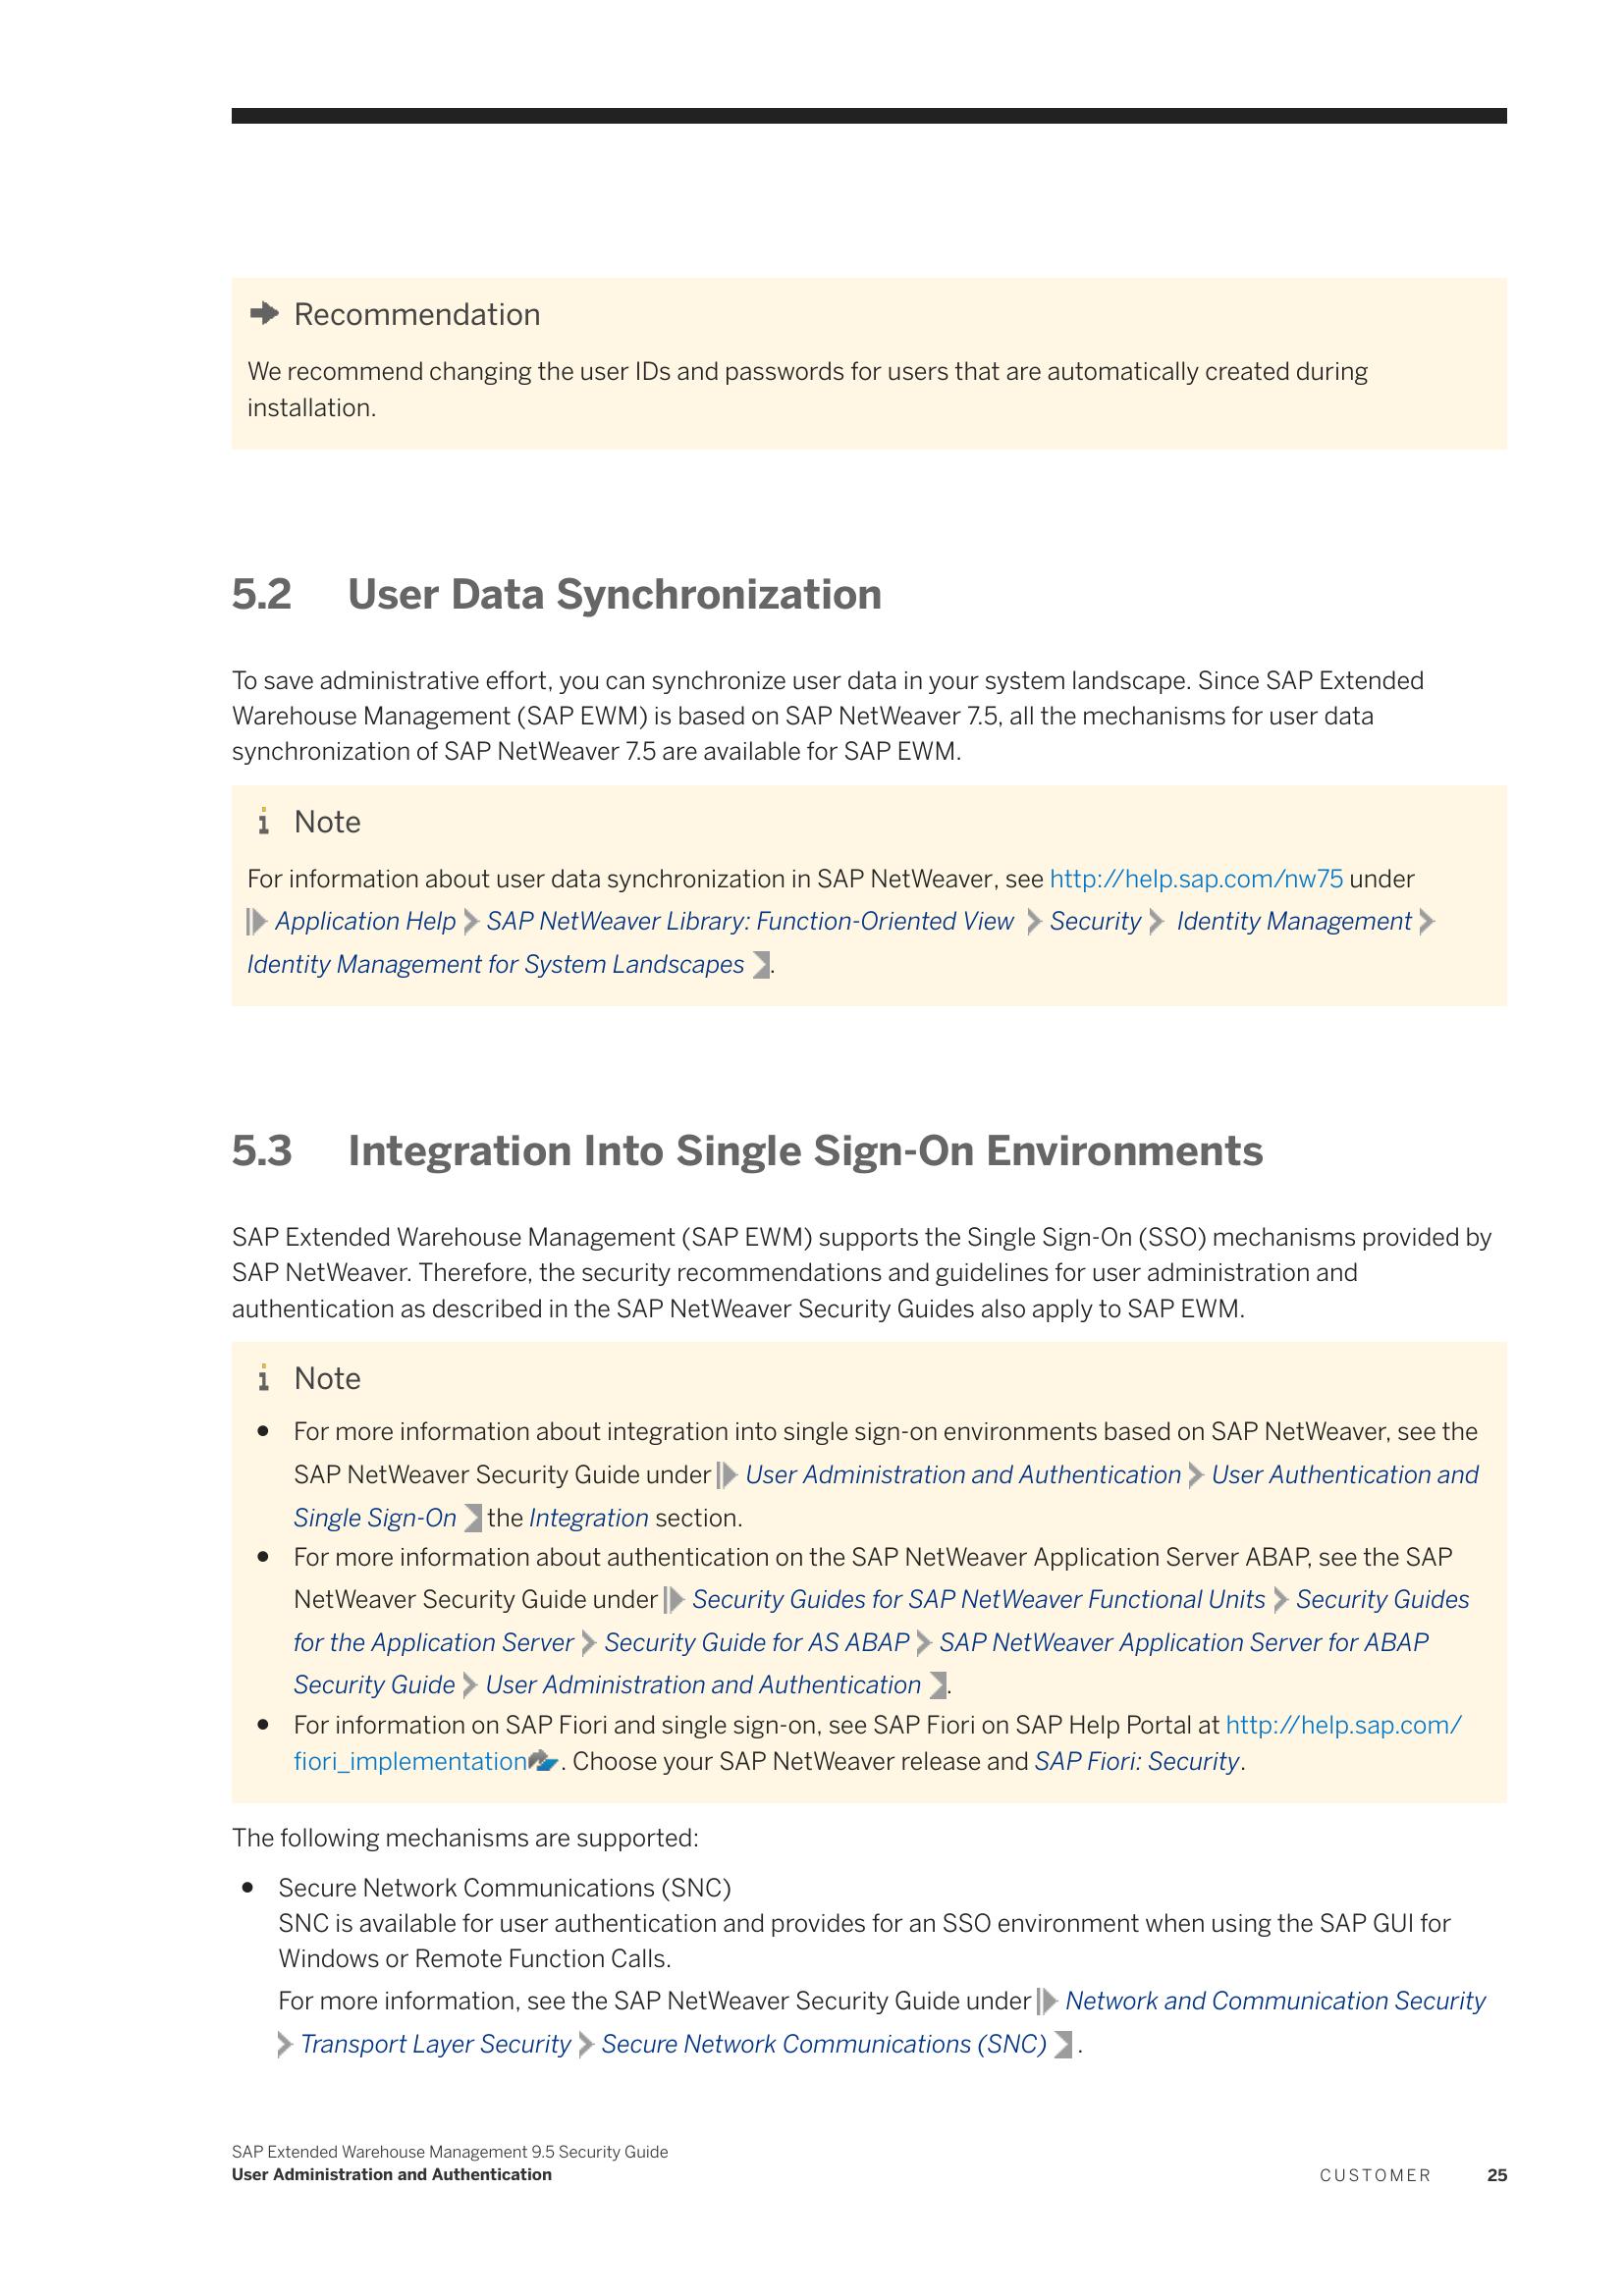 Recommendation
We recommend changing the user IDs and passwords for users that are automatically created during
installation.
5.2 User Data Synchronization
To save administrative effort, you can synchronize user data in your system landscape. Since SAP Extended
Warehouse Management (SAP EWM) is based on SAP NetWeaver 7.5, all the mechanisms for user data
synchronization of SAP NetWeaver 7.5 are available for SAP EWM.
Note
For information about user data synchronization in SAP NetWeaver, see http://help.sap.com/nw75 under
Application Help SAP NetWeaver Library: Function-Oriented View Security Identity Management
Identity Management for System Landscapes .
5.3 Integration Into Single Sign-On Environments
SAP Extended Warehouse Management (SAP EWM) supports the Single Sign-On (SSO) mechanisms provided by
SAP NetWeaver. Therefore, the security recommendations and guidelines for user administration and
authentication as described in the SAP NetWeaver Security Guides also apply to SAP EWM.
Note
● For more information about integration into single sign-on environments based on SAP NetWeaver, see the
SAP NetWeaver Security Guide under User Administration and Authentication User Authentication and
Single Sign-On the Integration section.
● For more information about authentication on the SAP NetWeaver Application Server ABAP, see the SAP
NetWeaver Security Guide under Security Guides for SAP NetWeaver Functional Units Security Guides
for the Application Server Security Guide for AS ABAP SAP NetWeaver Application Server for ABAP
Security Guide User Administration and Authentication .
● For information on SAP Fiori and single sign-on, see SAP Fiori on SAP Help Portal at http://help.sap.com/
fiori_implementation . Choose your SAP NetWeaver release and SAP Fiori: Security.
The following mechanisms are supported:
● Secure Network Communications (SNC)
SNC is available for user authentication and provides for an SSO environment when using the SAP GUI for
Windows or Remote Function Calls.
For more information, see the SAP NetWeaver Security Guide under Network and Communication Security
Transport Layer Security Secure Network Communications (SNC) .
SAP Extended Warehouse Management 9.5 Security Guide
User Administration and Authentication
CUSTOMER 25